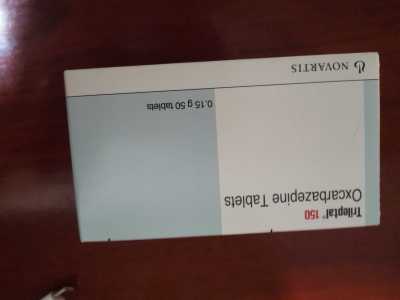 Trileptal® 150
Oxcarbazepine Tablets
0.15 g 50 tablets
NOVARTIS